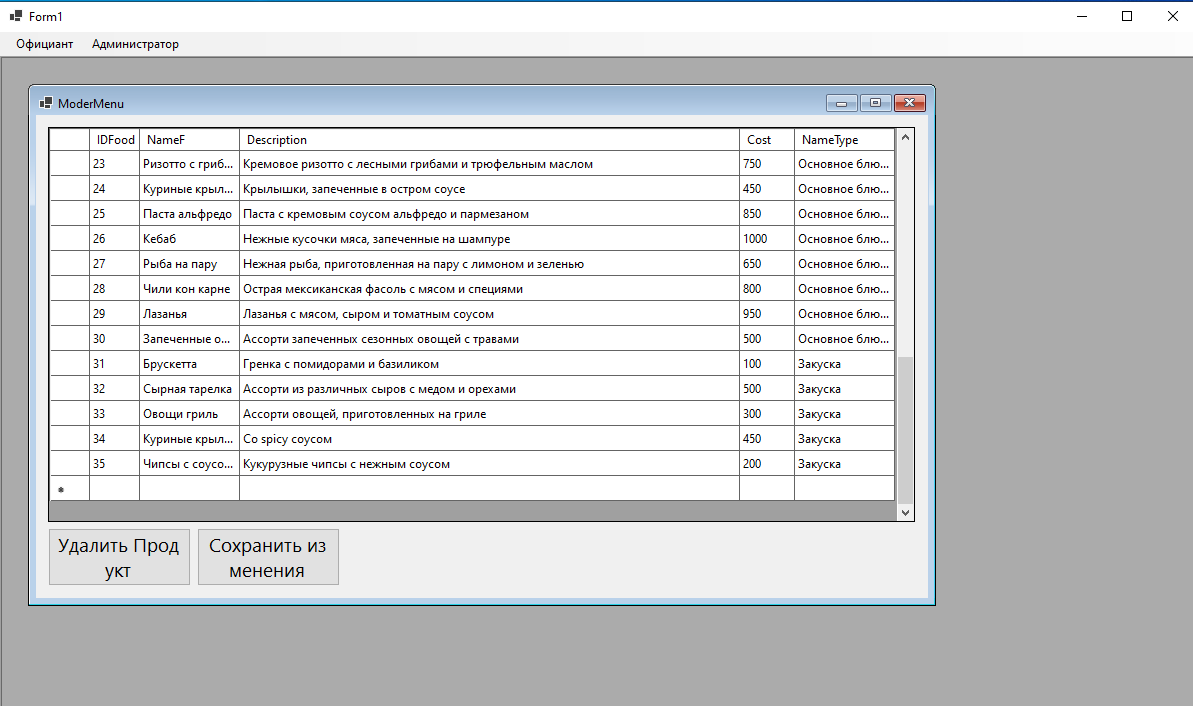 Form1
Официант Администратор
ModerMenu
IDFood NameF Description Cost NameType
23 Ризотто с гриб... Кремовое ризотто с лесными грибами и трюфельным маслом 750 Основное блю...
24 Куриные крыл... Крылышки, запеченные в остром соусе 450 Основное блю...
25 Паста альфредо Паста с кремовым соусом альфредо и пармезаном 850 Основное блю...
26 Кебаб Нежные кусочки мяса, запеченные на шампуре 1000 Основное блю...
27 Рыба на пару Нежная рыба, приготовленная на пару с лимоном и зеленью 650 Основное блю...
28 Чили кон карне Острая мексиканская фасоль с мясом и специями 800 Основное блю...
29 Лазанья Лазанья с мясом, сыром и томатным соусом 950 Основное блю...
30 Запеченные о... Ассорти запеченных сезонных овощей с травами 500 Основное блю...
31 Брускетта Гренка с помидорами и базиликом 100 Закуска
32 Сырная тарелка Ассорти из различных сыров с медом и орехами 500 Закуска
33 Овощи гриль Ассорти овощей, приготовленных на гриле 300 Закуска
34 Куриные крыл... Со spicy соусом 450 Закуска
35 Чипсы с соусо... Кукурузные чипсы с нежным соусом 200 Закуска
Удалить Прод
укт
Сохранить из
менения